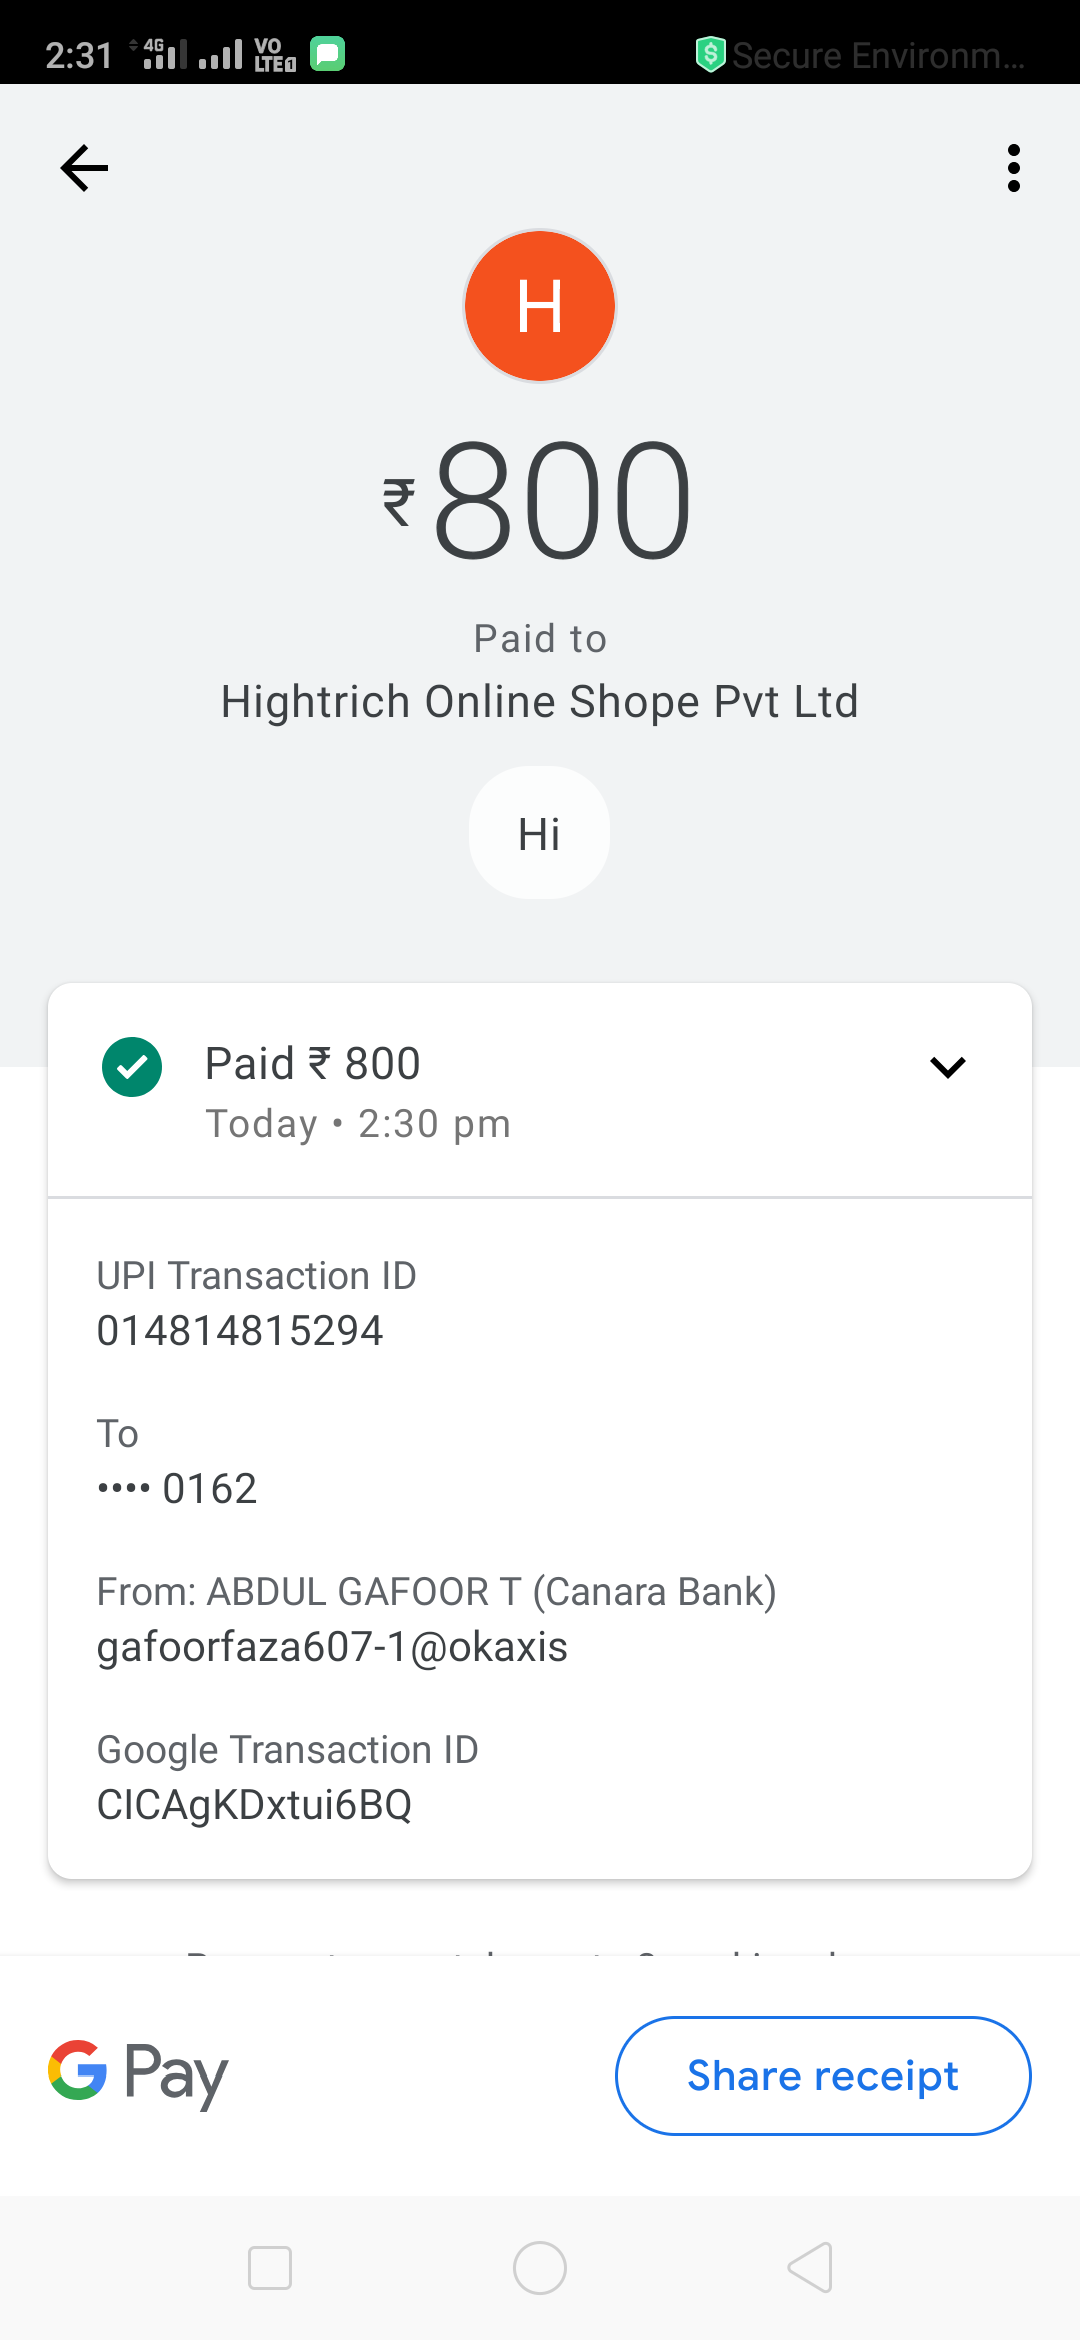 2:31 4G VO LTE 1 Secure Environm...
H
₹800
Paid to
Hightrich Online Shope Pvt Ltd
Hi
Paid ₹ 800
Today • 2:30 pm
UPI Transaction ID
014814815294
To
•••• 0162
From: ABDUL GAFOOR T (Canara Bank)
gafoorfaza607-1@okaxis
Google Transaction ID
CICAgKDxtui6BQ
G Pay
Share receipt